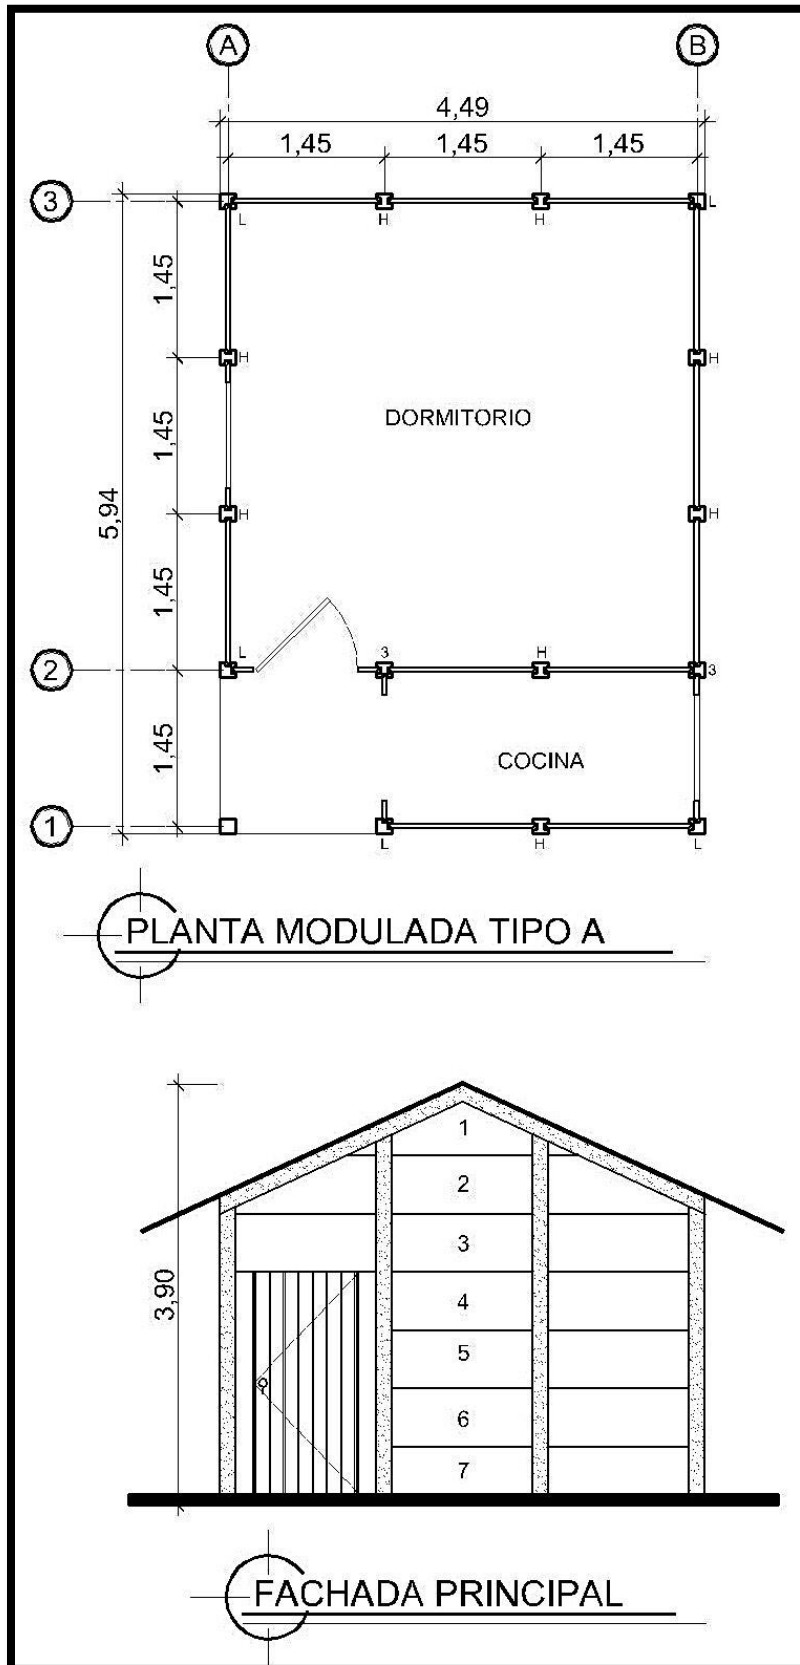 A B
4,49
1,45 1,45 1,45
3
L H H L
1,45
H H
DORMITORIO
1,45
5,94
H H
1,45
L 3 H
2 3
1,45
COCINA
1
L H L
PLANTA MODULADA TIPO A
1
2
3
3,90
4
5
6
7
FACHADA PRINCIPAL